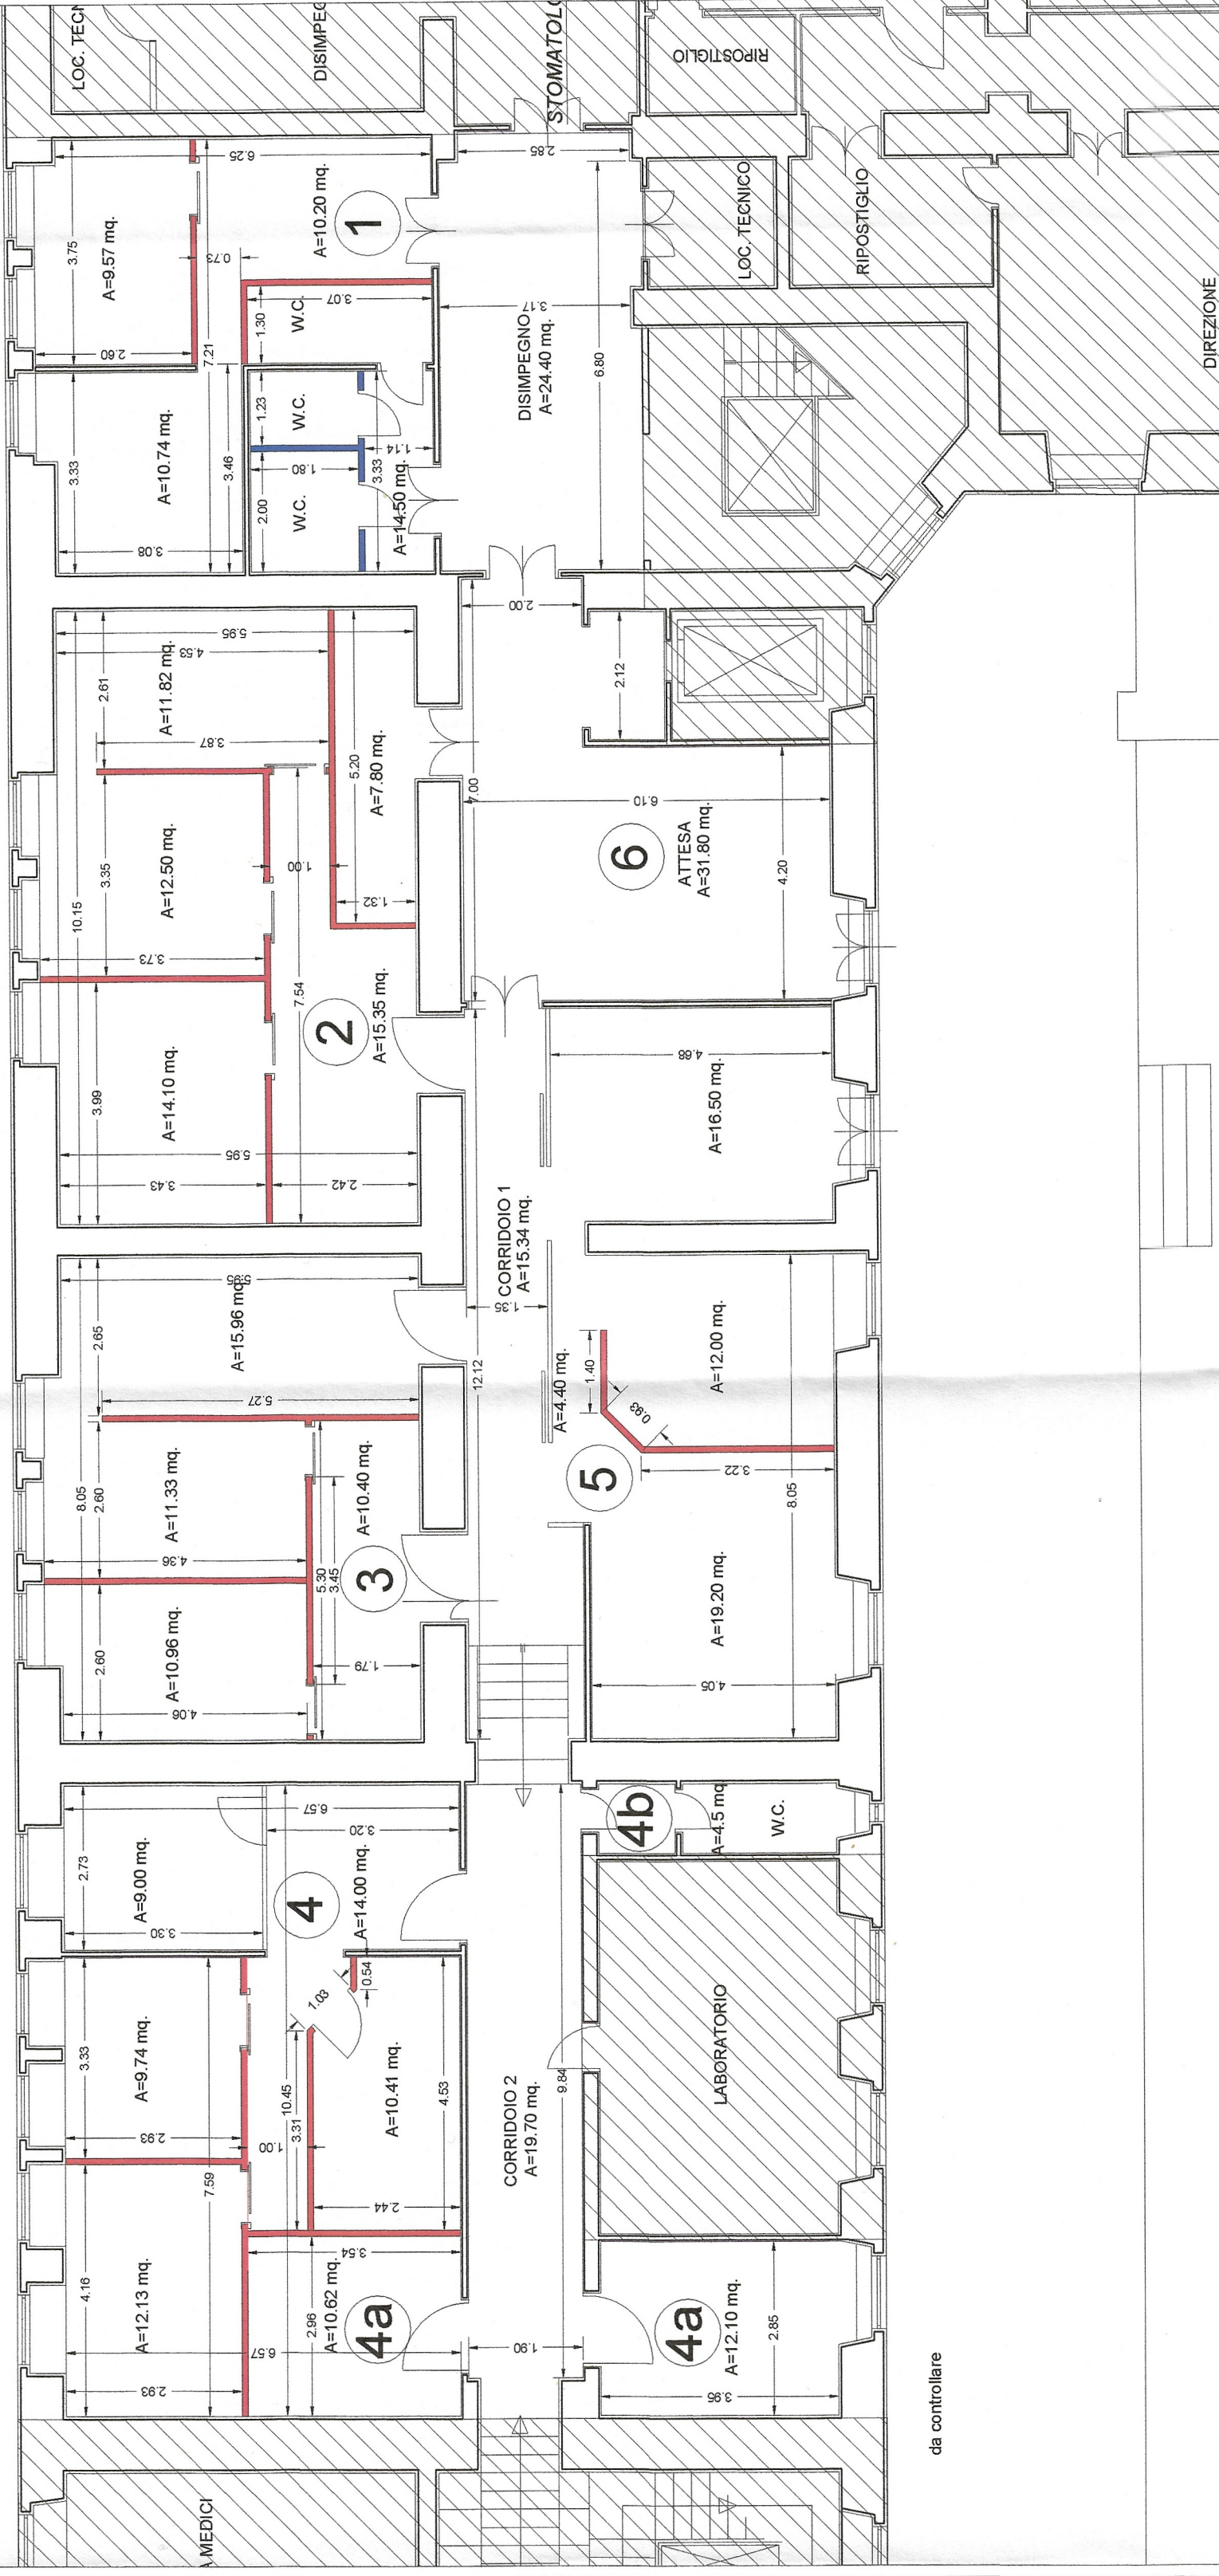 LOC. TECN
DISIMPEG
STOMATOLO
RIPOSTIGLIO
6.25
2.85
3.75
A=9.57 mq.
0.73
A=10.20 mq.
1
6.80
LOC. TECNICO
RIPOSTIGLIO
2.60
7.21
1.30
W.C.
3.07
3.17
DISIMPEGNO
A=24.40 mq.
DIREZIONE
3.33
A=10.74 mq.
3.46
1.23
W.C.
1.14
3.33
2.00
1.80
W.C.
A=14.50 mq.
3.08
5.95
4.53
2.00
2.61
A=11.82 mq.
3.87
2.12
5.20
A=7.80 mq.
7.00
6.10
10.15
3.35
A=12.50 mq.
1.00
1.32
6
ATTESA
A=31.80 mq.
4.20
3.73
7.54
2
A=15.35 mq.
3.99
A=14.10 mq.
5.95
3.43
2.42
4.68
A=16.50 mq.
CORRIDOIO 1
A=15.34 mq.
1.35
5.95
A=15.96 mq.
2.65
5.27
12.12
A=4.40 mq.
1.40
0.93
A=12.00 mq.
8.05
2.60
A=11.33 mq.
4.36
A=10.40 mq.
5.30
3.45
3
5
3.22
8.05
2.60
A=10.96 mq.
1.79
4.06
A=19.20 mq.
4.05
6.57
3.20
2.73
A=9.00 mq.
3.30
4
A=14.00 mq.
4b
A=4.5 mq.
W.C.
0.54
1.03
3.33
A=9.74 mq.
2.93
10.45
3.31
1.00
A=10.41 mq.
4.53
2.44
9.84
CORRIDOIO 2
A=19.70 mq.
LABORATORIO
7.59
4.16
A=12.13 mq.
3.54
A=10.62 mq.
2.96
6.57
4a
2.93
1.90
4a
A=12.10 mq.
2.85
3.95
da controllare
A MEDICI